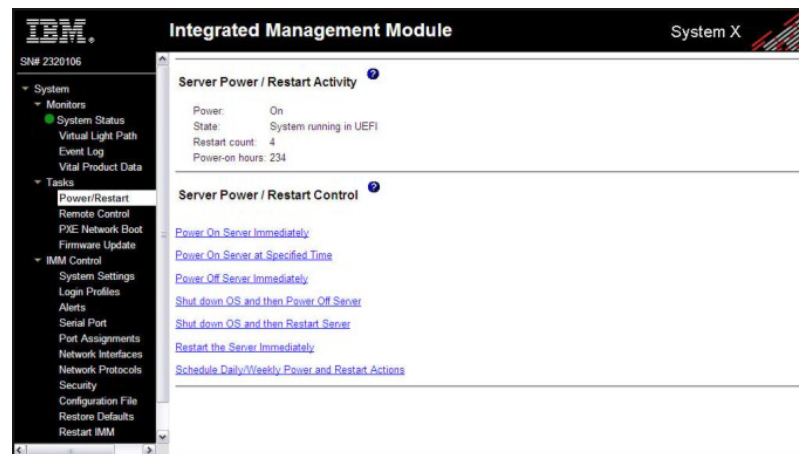 IBM.
Integrated Management Module
System X
SN# 2320106
System
Monitors
System Status
Virtual Light Path
Event Log
Vital Product Data
Tasks
Power/Restart
Remote Control
PXE Network Boot
Firmware Update
IMM Control
System Settings
Login Profiles
Alerts
Serial Port
Port Assignments
Network Interfaces
Network Protocols
Security
Configuration File
Restore Defaults
Restart IMM
Server Power / Restart Activity ?
Power: On
State: System running in UEFI
Restart count: 4
Power-on hours: 234
Server Power / Restart Control ?
Power On Server Immediately
Power On Server at Specified Time
Power Off Server Immediately
Shut down OS and then Power Off Server
Shut down OS and then Restart Server
Restart the Server Immediately
Schedule Daily/Weekly Power and Restart Actions